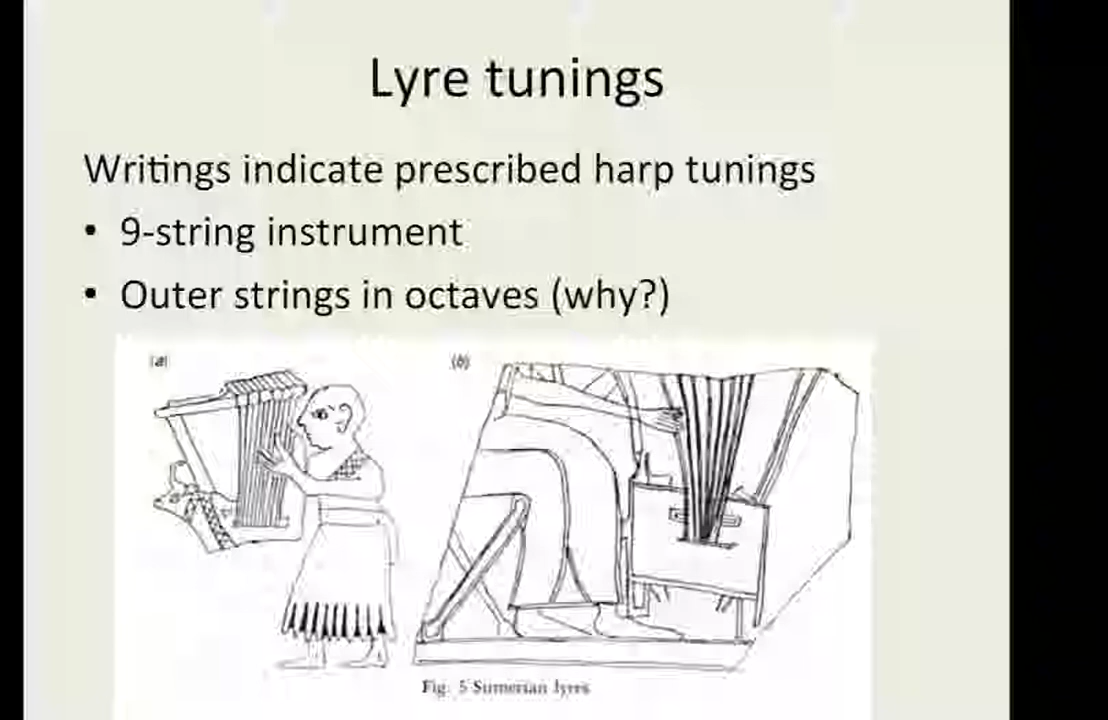 Lyre tunings
Writings indicate prescribed harp tunings
• 9-string instrument
• Outer strings in octaves (why?)
(a) (b)
Fig. 5 Sumerian lyres